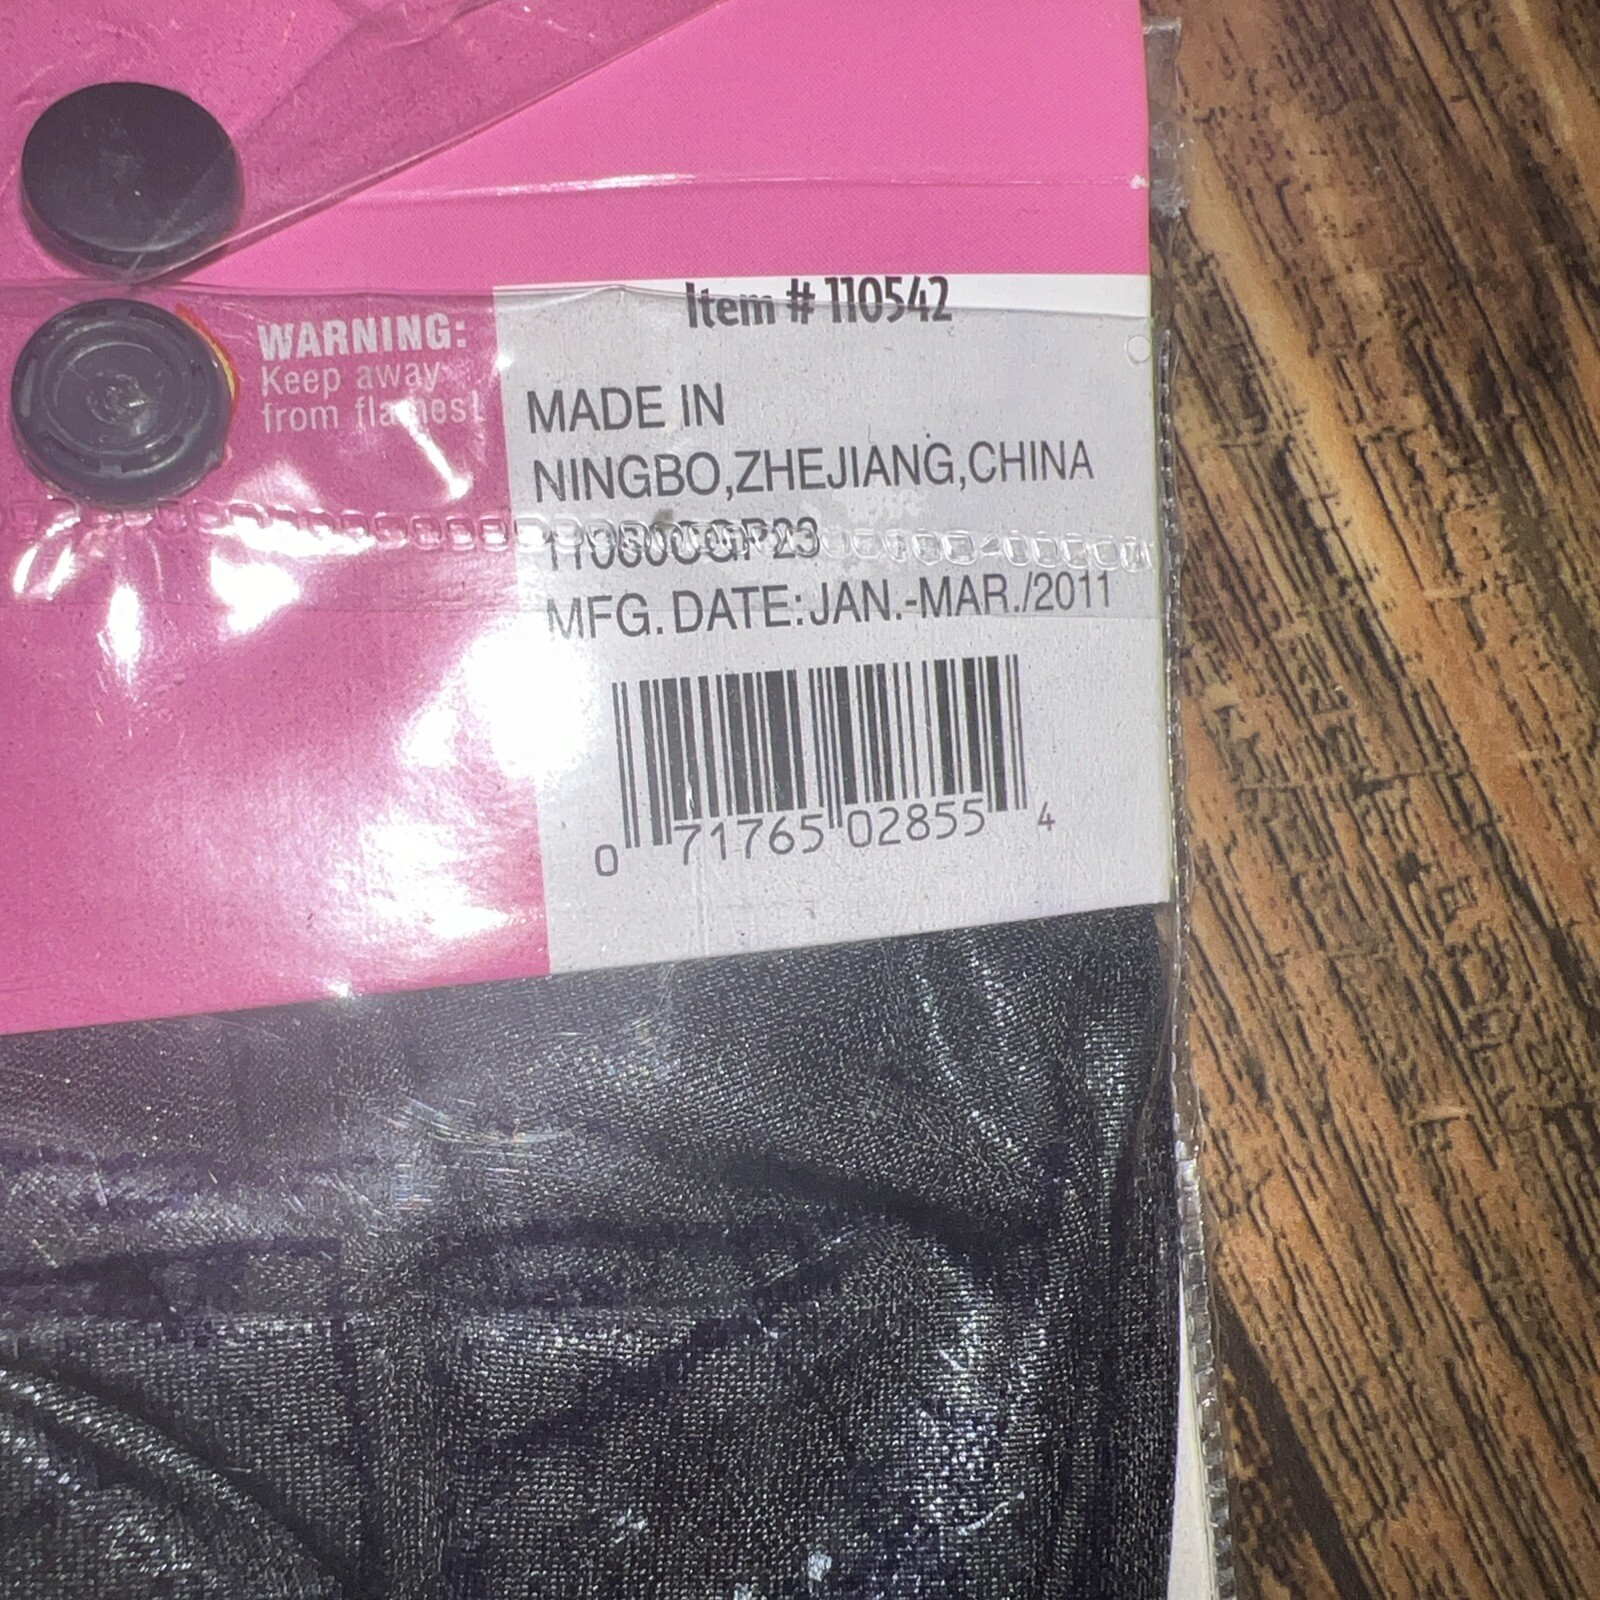 Item # 110542
WARNING:
Keep away
from flames!
MADE IN
NINGBO,ZHEJIANG,CHINA
MFG. DATE: JAN.-MAR./2011
0 71765 02855 4